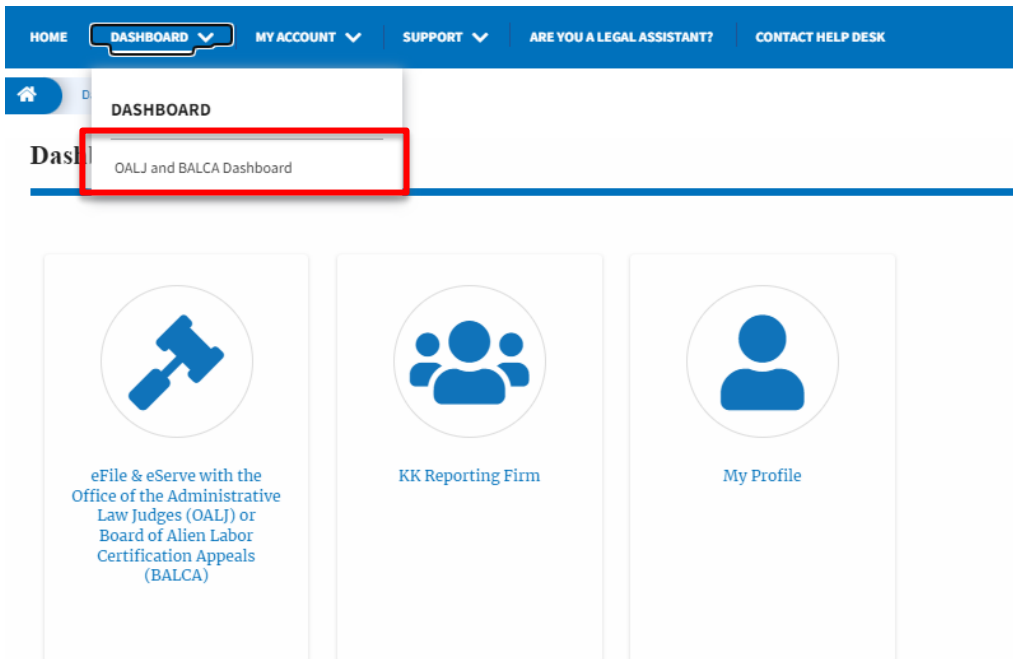 HOME DASHBOARD MY ACCOUNT SUPPORT ARE YOU A LEGAL ASSISTANT? CONTACT HELP DESK
D
DASHBOARD
Dash
OALJ and BALCA Dashboard
eFile & eServe with the
Office of the Administrative
Law Judges (OALJ) or
Board of Alien Labor
Certification Appeals
(BALCA)
KK Reporting Firm
My Profile